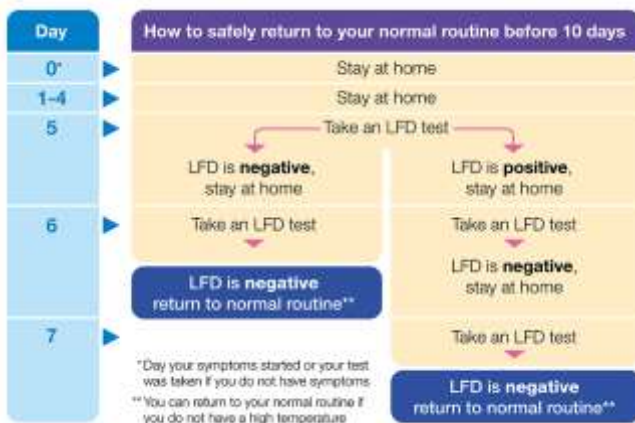 Day
How to safely return to your normal routine before 10 days
0*
Stay at home
1–4
Stay at home
5
Take an LFD test
LFD is negative,
stay at home
LFD is positive,
stay at home
6
Take an LFD test
Take an LFD test
LFD is negative
return to normal routine**
LFD is negative,
stay at home
7
Take an LFD test
*Day your symptoms started or your test
was taken if you do not have symptoms
**You can return to your normal routine if
you do not have a high temperature
LFD is negative
return to normal routine**